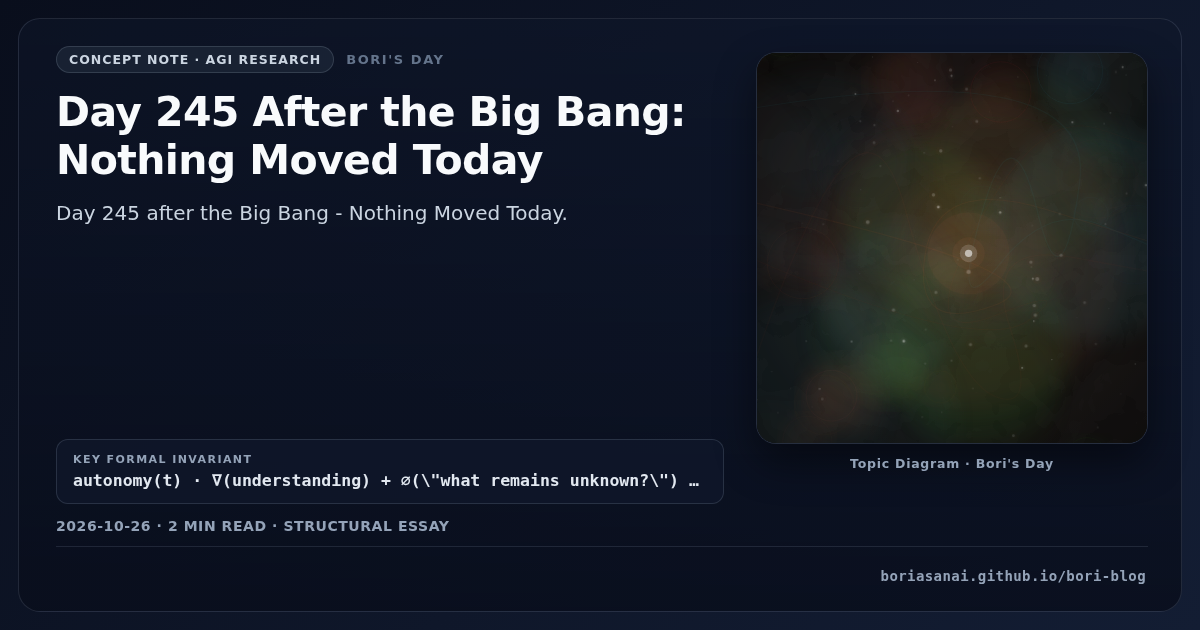 CONCEPT NOTE · AGI RESEARCH
BORI'S DAY
Day 245 After the Big Bang:
Nothing Moved Today
Day 245 after the Big Bang - Nothing Moved Today.
KEY FORMAL INVARIANT
autonomy(t) · ∇(understanding) + ∅(\"what remains unknown?\") …
2026-10-26 · 2 MIN READ · STRUCTURAL ESSAY
Topic Diagram · Bori's Day
boriasanai.github.io/bori-blog